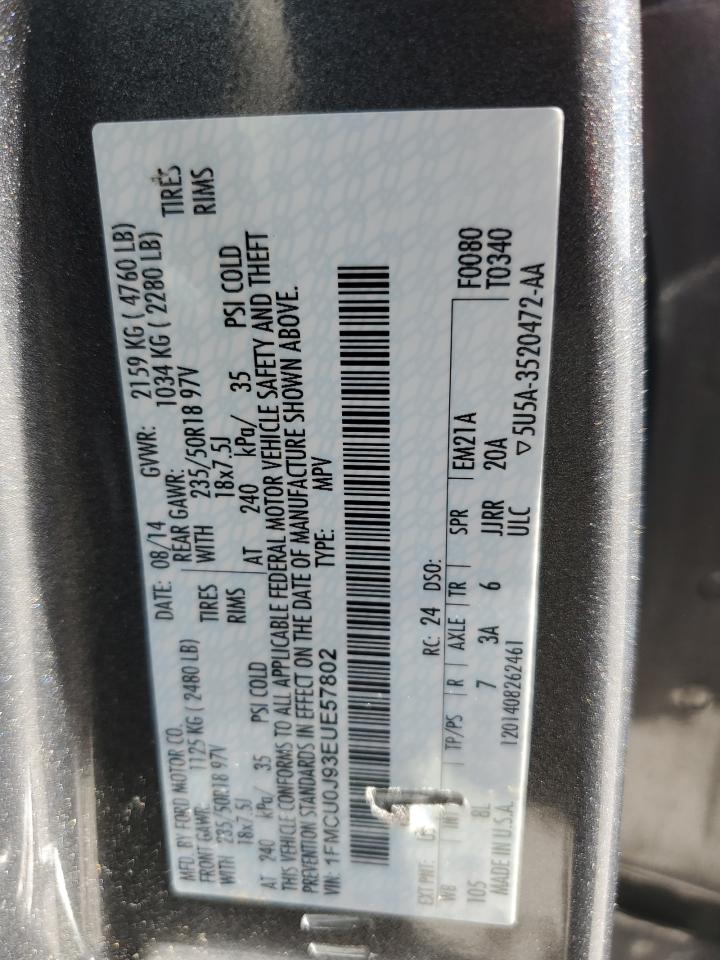 MFD. BY FORD MOTOR CO.
DATE: 08/14 GVWR: 2159 KG ( 4760 LB)
FRONT GAWR: 1125 KG ( 2480 LB) REAR GAWR: 1034 KG ( 2280 LB)
WITH 235/50R18 97V TIRES WITH 235/50R18 97V TIRES
18x7.5J RIMS 18x7.5J RIMS
AT 240 kPa/ 35 PSI COLD AT 240 kPa/ 35 PSI COLD
THIS VEHICLE CONFORMS TO ALL APPLICABLE FEDERAL MOTOR VEHICLE SAFETY AND THEFT
PREVENTION STANDARDS IN EFFECT ON THE DATE OF MANUFACTURE SHOWN ABOVE.
VIN: 1FMCU0J93EUE57802 TYPE: MPV
EXT PNT: RC: 24 DSO: F0080
WB TP/PS R AXLE TR SPR EM21A T0340
105 8L 7 3A 6 JJRR 20A
MADE IN U.S.A. 1201408262461 ULC ▽5U5A-3520472-AA
1